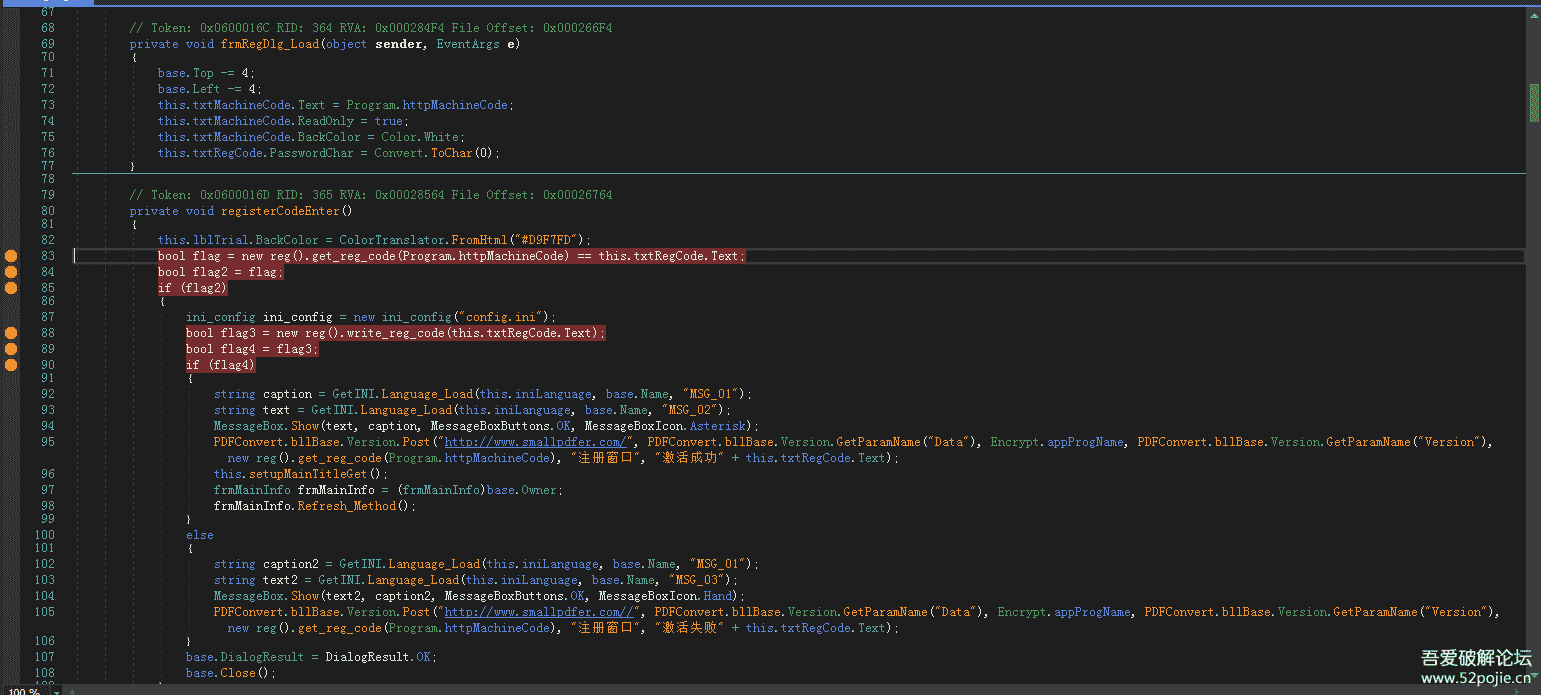 67
68 // Token: 0x0600016C RID: 364 RVA: 0x000284F4 File Offset: 0x000266F4
69 private void frmRegDlg_Load(object sender, EventArgs e)
70 {
71 base.Top -= 4;
72 base.Left -= 4;
73 this.txtMachineCode.Text = Program.httpMachineCode;
74 this.txtMachineCode.ReadOnly = true;
75 this.txtMachineCode.BackColor = Color.White;
76 this.txtRegCode.PasswordChar = Convert.ToChar(0);
77 }
78
79 // Token: 0x0600016D RID: 365 RVA: 0x00028564 File Offset: 0x00026764
80 private void registerCodeEnter()
81 {
82 this.lblTrial.BackColor = ColorTranslator.FromHtml("#D9F7FD");
83 bool flag = new reg().get_reg_code(Program.httpMachineCode) == this.txtRegCode.Text;
84 bool flag2 = flag;
85 if (flag2)
86 {
87 ini_config ini_config = new ini_config("config.ini");
88 bool flag3 = new reg().write_reg_code(this.txtRegCode.Text);
89 bool flag4 = flag3;
90 if (flag4)
91 {
92 string caption = GetINI.Language_Load(this.iniLanguage, base.Name, "MSG_01");
93 string text = GetINI.Language_Load(this.iniLanguage, base.Name, "MSG_02");
94 MessageBox.Show(text, caption, MessageBoxButtons.OK, MessageBoxIcon.Asterisk);
95 PDFConvert.bllBase.Version.Post("http://www.smallpdfer.com/", PDFConvert.bllBase.Version.GetParamName("Data"), Encrypt.appProgName, PDFConvert.bllBase.Version.GetParamName("Version"),
new reg().get_reg_code(Program.httpMachineCode), "注册窗口", "激活成功" + this.txtRegCode.Text);
96 this.setupMainTitleGet();
97 frmMainInfo frmMainInfo = (frmMainInfo)base.Owner;
98 frmMainInfo.Refresh_Method();
99 }
100 else
101 {
102 string caption2 = GetINI.Language_Load(this.iniLanguage, base.Name, "MSG_01");
103 string text2 = GetINI.Language_Load(this.iniLanguage, base.Name, "MSG_03");
104 MessageBox.Show(text2, caption2, MessageBoxButtons.OK, MessageBoxIcon.Hand);
105 PDFConvert.bllBase.Version.Post("http://www.smallpdfer.com//", PDFConvert.bllBase.Version.GetParamName("Data"), Encrypt.appProgName, PDFConvert.bllBase.Version.GetParamName("Version"),
new reg().get_reg_code(Program.httpMachineCode), "注册窗口", "激活失败" + this.txtRegCode.Text);
106 }
107 base.DialogResult = DialogResult.OK;
108 base.Close();
吾爱破解论坛
www.52pojie.cn
100 %